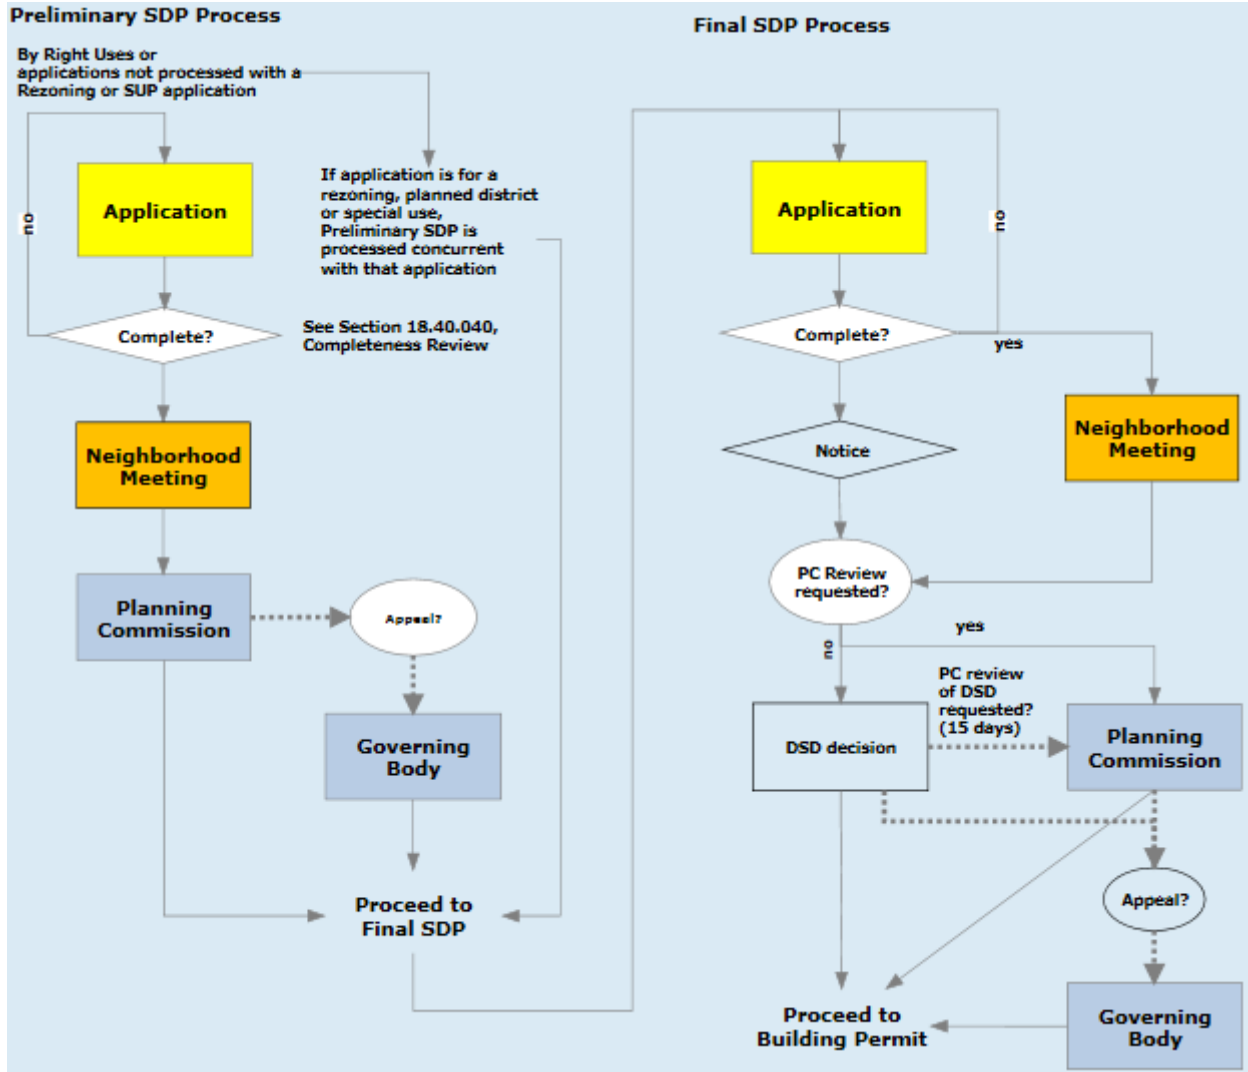 Preliminary SDP Process
By Right Uses or
applications not processed with a
Rezoning or SUP application
no
Application
If application is for a
rezoning, planned district
or special use,
Preliminary SDP is
processed concurrent
with that application
Complete?
See Section 18.40.040,
Completeness Review
Neighborhood
Meeting
Planning
Commission
Appeal?
Governing
Body
Proceed to
Final SDP
Final SDP Process
Application
no
Complete?
yes
Notice
Neighborhood
Meeting
PC Review
requested?
no
yes
PC review
of DSD
requested?
(15 days)
DSD decision
Planning
Commission
Appeal?
Proceed to
Building Permit
Governing
Body